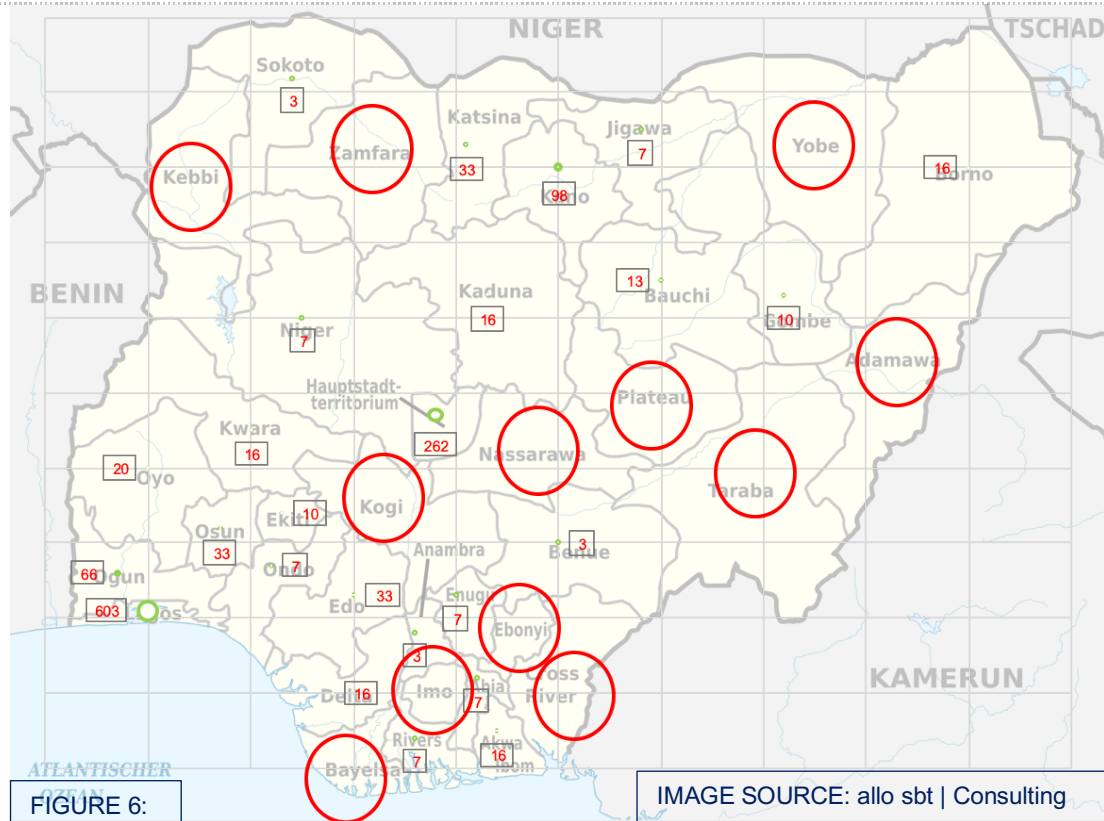 NIGER
TSCHAD
Sokoto
3
Katsina
33
Zamfara
Jigawa
7
Yobe
Kebbi
16
Borno
98
Kano
BENIN
Kaduna
16
13
Bauchi
10
Gombe
Niger
7
Adamawa
Hauptstadt-
territorium
262
Plateau
Kwara
16
Nassarawa
20
Oyo
Taraba
Kogi
10
Ekiti
Osun
33
Anambra
3
Benue
66
Ogun
Ondo
7
603
Edo
33
Enugu
7
Ebonyi
3
Delta
16
Imo
Abia
7
Cross
River
KAMERUN
Rivers
7
Akwa
Ibom
16
Bayelsa
ATLANTISCHER
OZEAN
FIGURE 6:
IMAGE SOURCE: allo sbt | Consulting